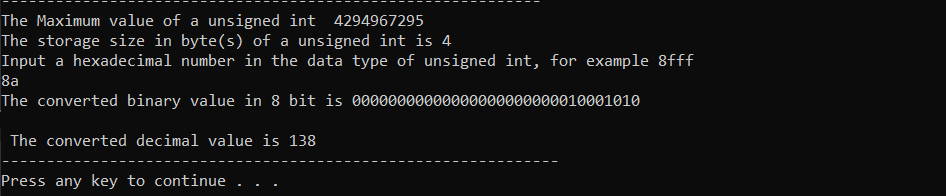 ------------------------------------------------------------
The Maximum value of a unsigned int  4294967295
The storage size in byte(s) of a unsigned int is 4
Input a hexadecimal number in the data type of unsigned int, for example 8fff
8a
The converted binary value in 8 bit is 00000000000000000000000010001010
 The converted decimal value is 138
--------------------------------------------------------------
Press any key to continue . . .